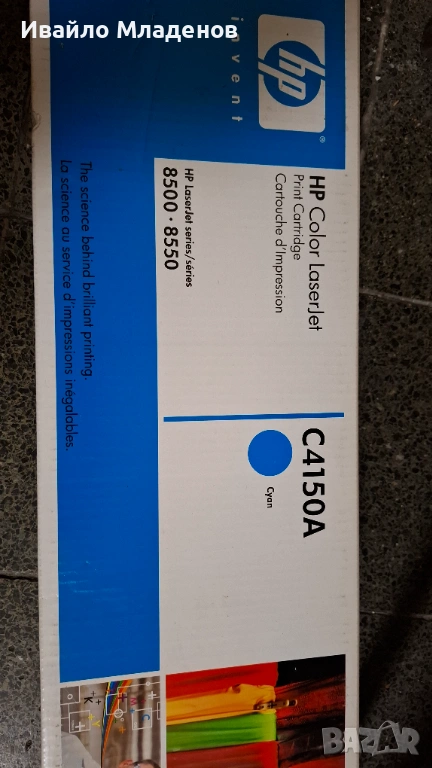 Ивайло Младенов
hp
®
invent
HP Color LaserJet
Print Cartridge
Cartouche d'Impression
HP LaserJet series/séries
8500 · 8550
The science behind brilliant printing.
La science au service d'impressions inégalables.
C4150A
Cyan
BAZAR